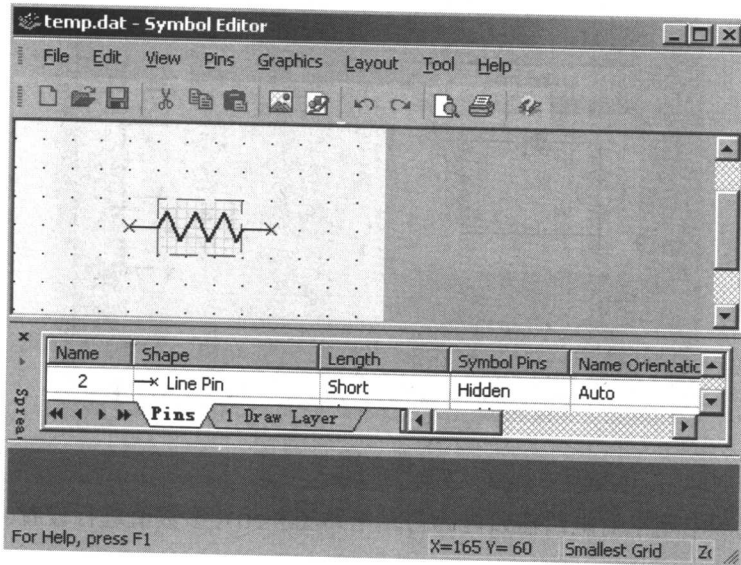 temp.dat - Symbol Editor
File Edit View Pins Graphics Layout Tool Help
Name Shape Length Symbol Pins Name Orientatic
2 Line Pin Short Hidden Auto
Pins 1 Draw Layer
Sprea
For Help, press F1 X=165 Y= 60 Smallest Grid